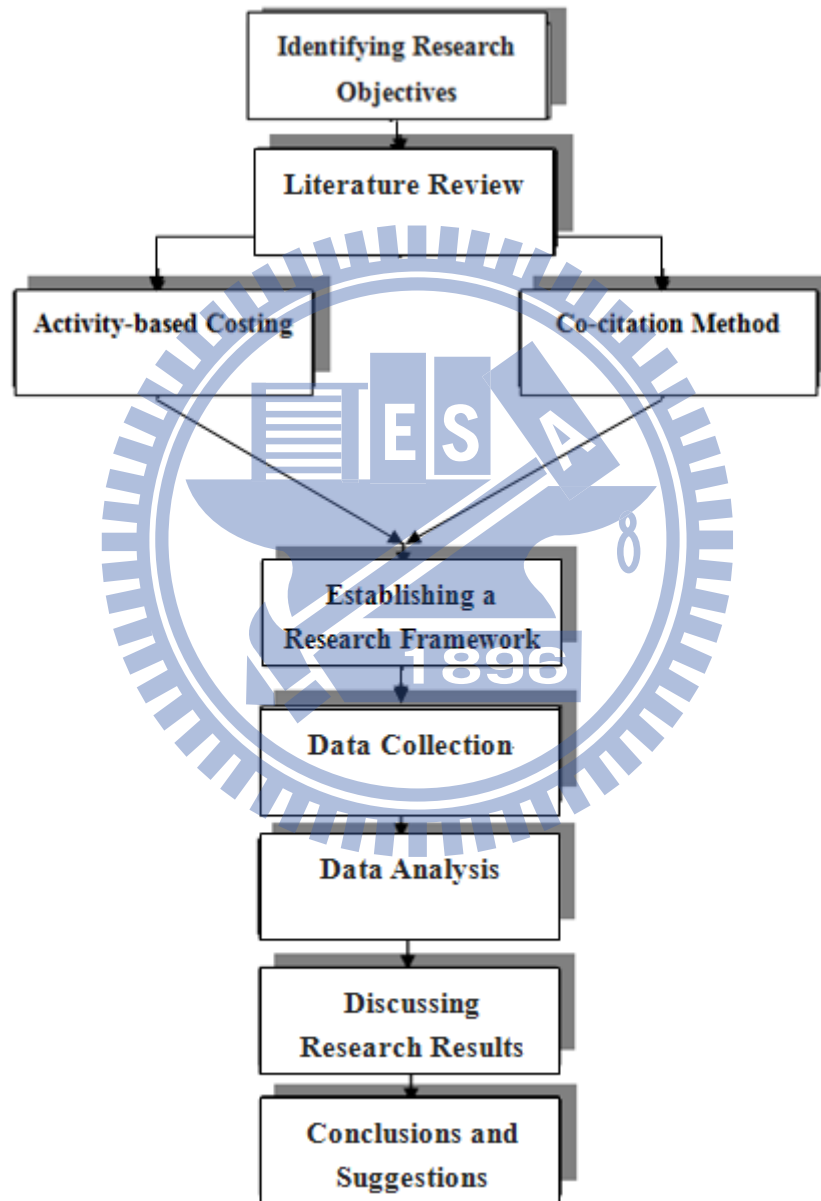 Identifying Research
Objectives
Literature Review
Activity-based Costing
Co-citation Method
E S A
Establishing a
Research Framework
1896
Data Collection
Data Analysis
Discussing
Research Results
Conclusions and
Suggestions